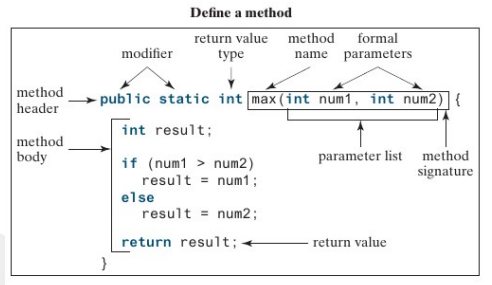 Define a method
return value method formal
modifier type name parameters
method
header
public static int max(int num1, int num2) {
method
body
int result;
parameter list method
signature
if (num1 > num2)
result = num1;
else
result = num2;
return result; return value
}